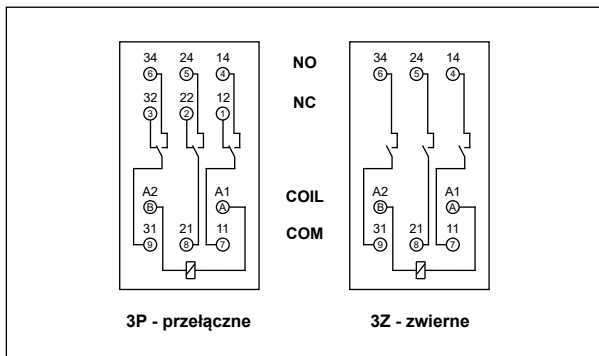 34 24 14 NO 34 24 14
6 5 4 6 5 4
32 22 12 NC
3 2 1
A2 A1 COIL A2 A1
B A B A
31 21 11 COM 31 21 11
9 8 7 9 8 7
3P - przełączne 3Z - zwierne